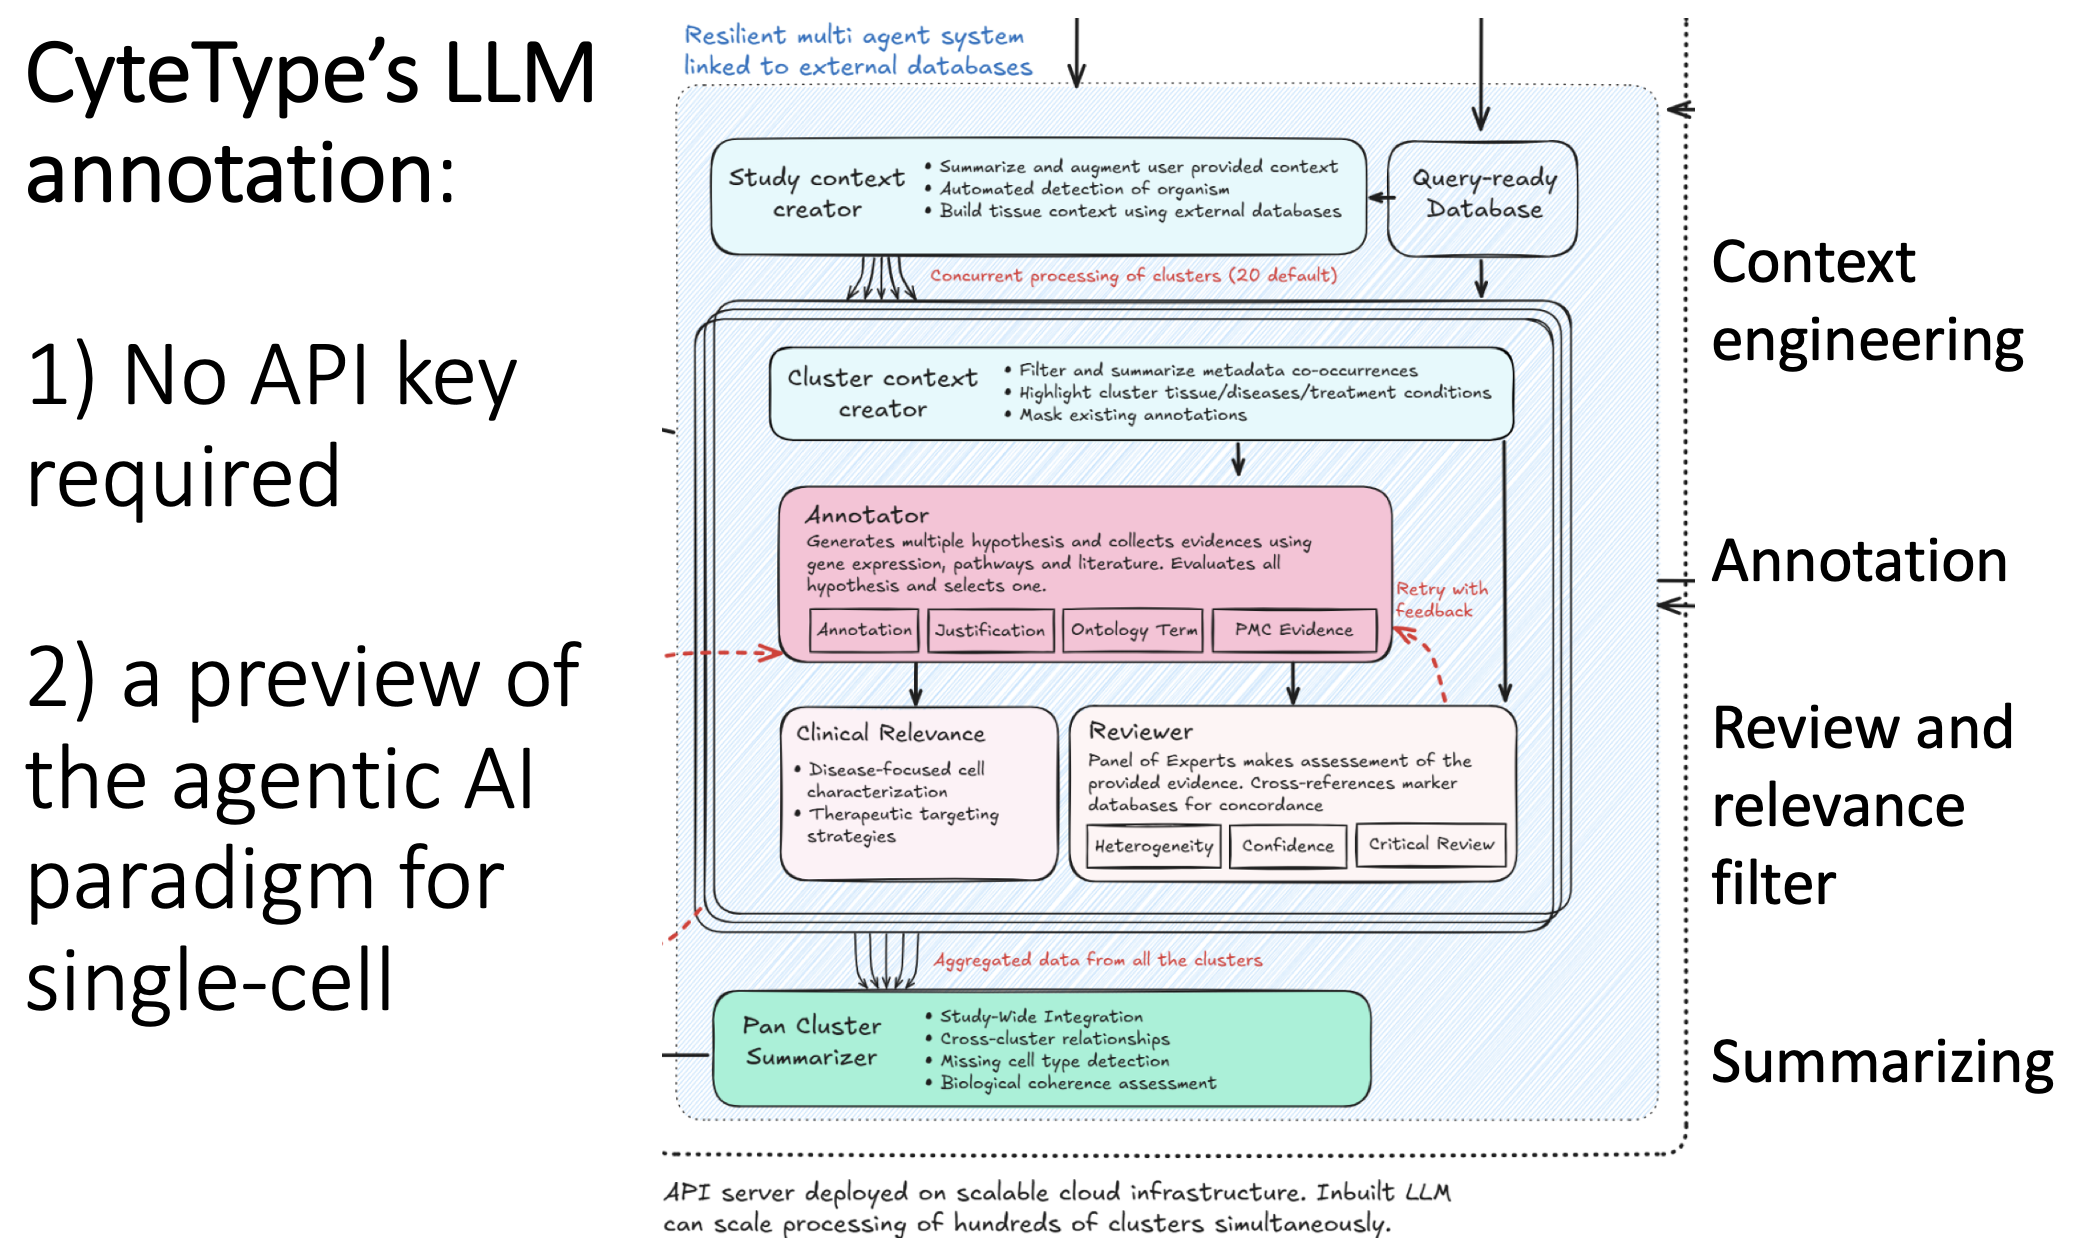 CyteType’s LLM
annotation:
1) No API key
required
2) a preview of
the agentic AI
paradigm for
single-cell
Resilient multi agent system
linked to external databases
Study context
creator
• Summarize and augment user provided context
• Automated detection of organism
• Build tissue context using external databases
Query-ready
Database
Concurrent processing of clusters (20 default)
Cluster context
creator
• Filter and summarize metadata co-occurrences
• Highlight cluster tissue/diseases/treatment conditions
• Mask existing annotations
Annotator
Generates multiple hypothesis and collects evidences using
gene expression, pathways and literature. Evaluates all
hypothesis and selects one.
Annotation
Justification
Ontology Term
PMC Evidence
Retry with
feedback
Clinical Relevance
• Disease-focused cell
characterization
• Therapeutic targeting
strategies
Reviewer
Panel of Experts makes assessement of the
provided evidence. Cross-references marker
databases for concordance
Heterogeneity
Confidence
Critical Review
Aggregated data from all the clusters
Pan Cluster
Summarizer
• Study-Wide Integration
• Cross-cluster relationships
• Missing cell type detection
• Biological coherence assessment
API server deployed on scalable cloud infrastructure. Inbuilt LLM
can scale processing of hundreds of clusters simultaneously.
Context
engineering
Annotation
Review and
relevance
filter
Summarizing